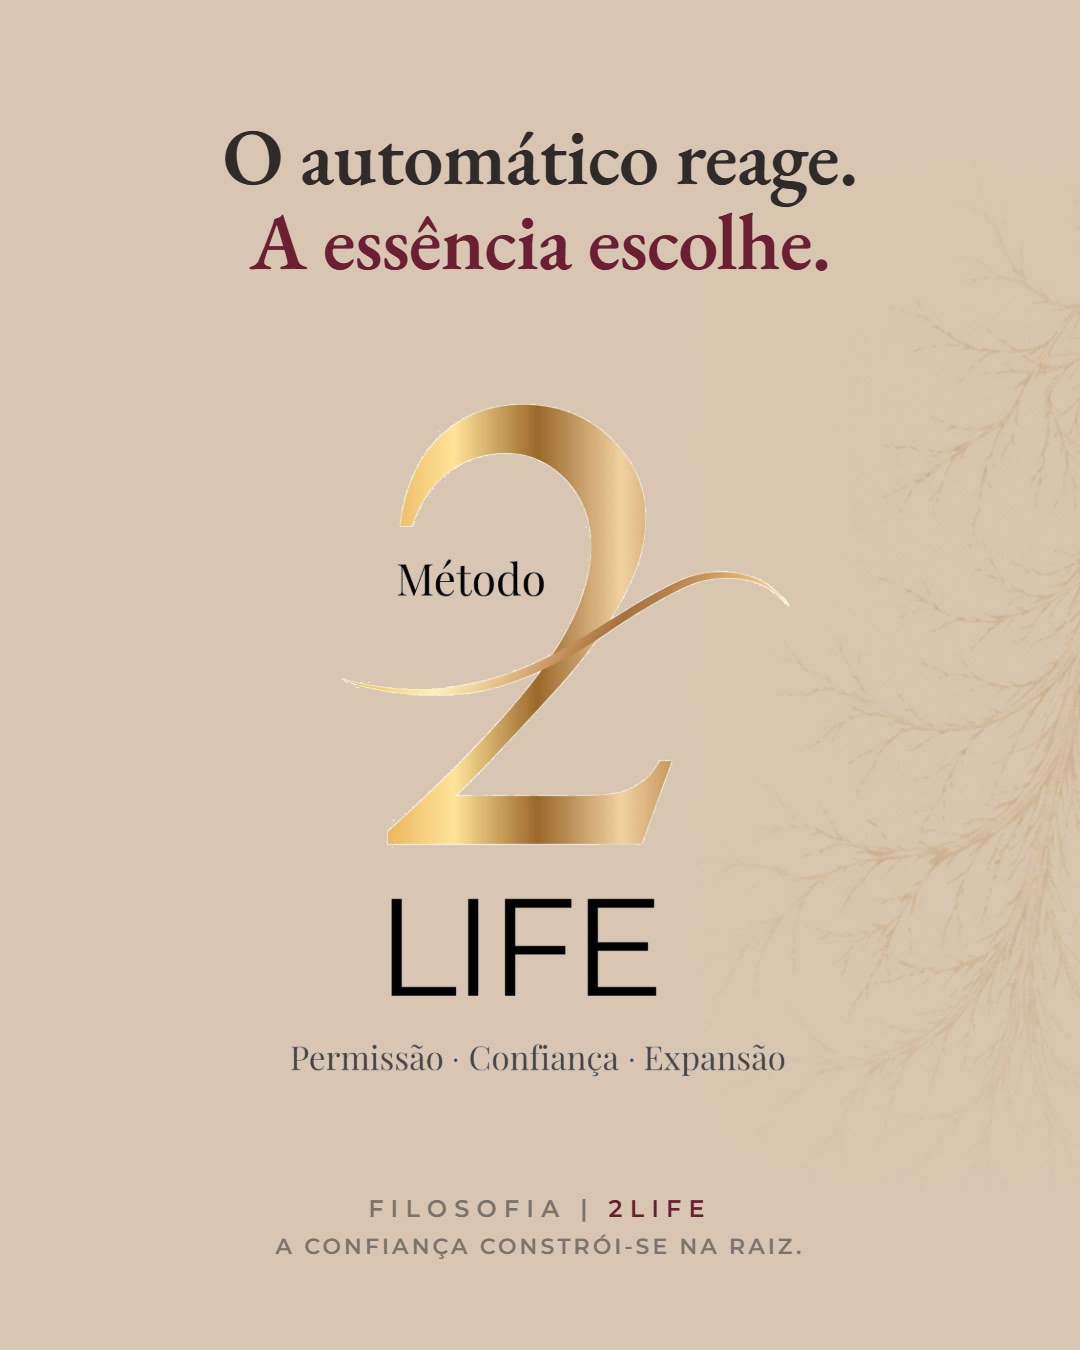 O automático reage.
A essência escolhe.
Método
2
LIFE
Permissão · Confiança · Expansão
FILOSOFIA | 2LIFE
A CONFIANÇA CONSTRÓI-SE NA RAIZ.